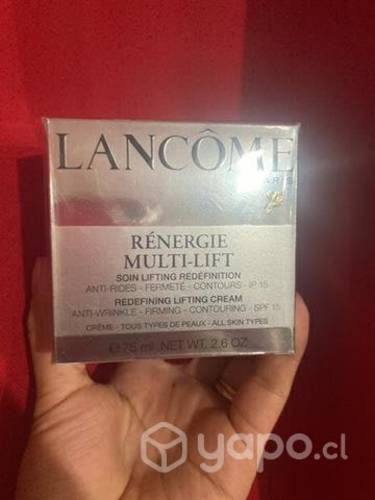 LANCÔME
PARIS
RÉNERGIE
MULTI-LIFT
SOIN LIFTING REDÉFINITION
ANTI-RIDES - FERMETÉ - CONTOURS - IP 15
REDEFINING LIFTING CREAM
ANTI-WRINKLE - FIRMING - CONTOURING - SPF 15
CRÈME - TOUS TYPES DE PEAUX - ALL SKIN TYPES
℮ 75 ml NET WT. 2.6 OZ.
yapo.cl